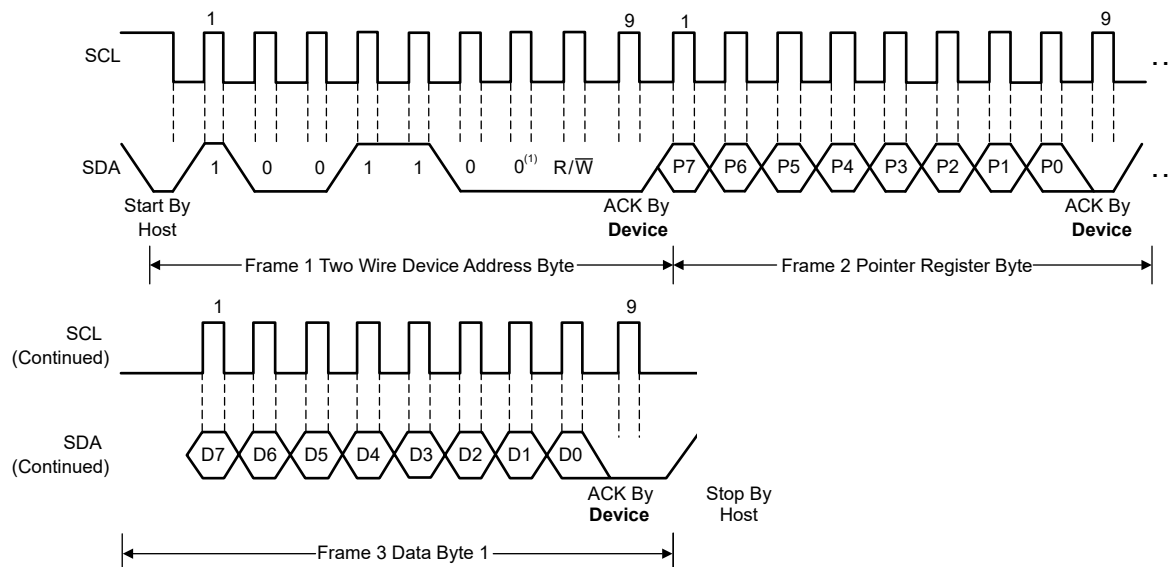 1 9 1 9
SCL
SDA 1 0 0 1 1 0 0(1) R/W̅ P7 P6 P5 P4 P3 P2 P1 P0
Start By
Host
ACK By
Device
ACK By
Device
Frame 1 Two Wire Device Address Byte
Frame 2 Pointer Register Byte
1 9
SCL
(Continued)
SDA
(Continued)
D7 D6 D5 D4 D3 D2 D1 D0
ACK By
Device
Stop By
Host
Frame 3 Data Byte 1